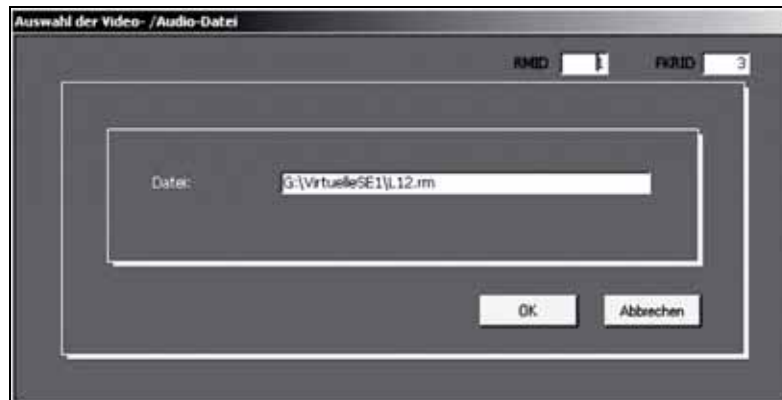 Auswahl der Video- /Audio-Datei
RMID 1 FKRID 3
Datei: G:\VirtuelleSE1\L12.rm
OK Abbrechen